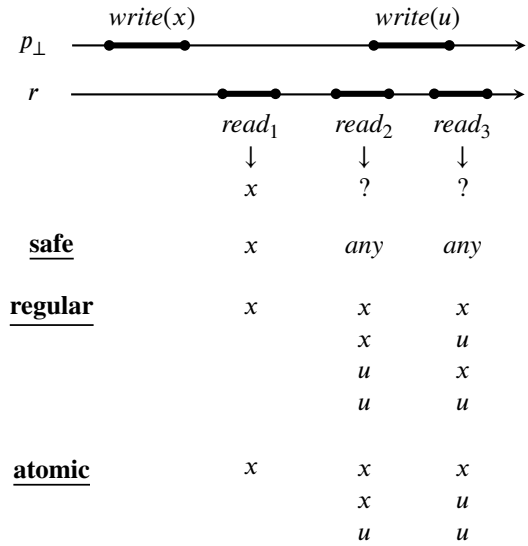 write(x) write(u)
p⊥
r
read₁ read₂ read₃
↓ ↓ ↓
x ? ?
safe x any any
regular x x x
x u
u x
u u
atomic x x x
x u
u u